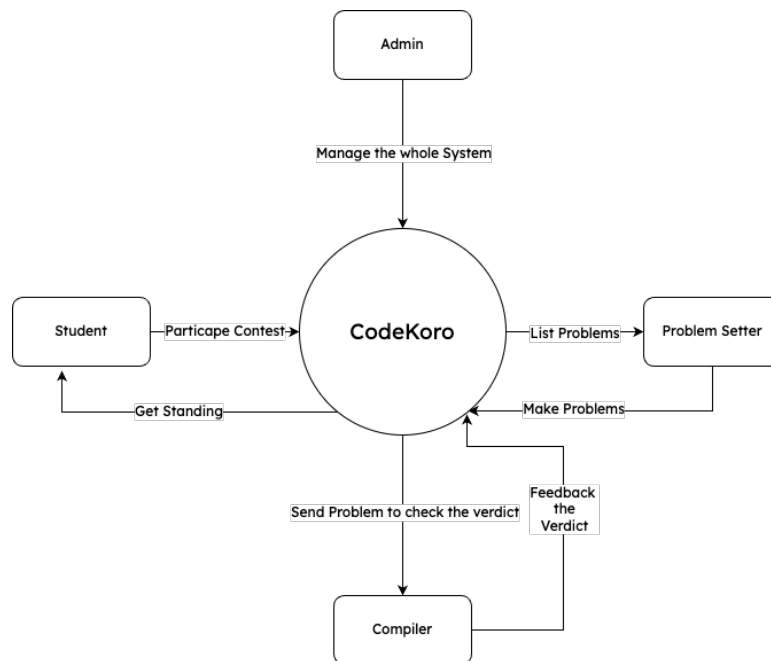 Admin
Manage the whole System
CodeKoro
Student
Particape Contest
List Problems
Problem Setter
Get Standing
Make Problems
Send Problem to check the verdict
Feedback
the
Verdict
Compiler